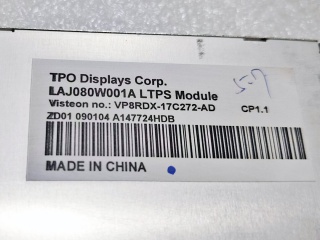 TPO Displays Corp.
LAJ080W001A LTPS Module
Visteon no.: VP8RDX-17C272-AD CP1.1
ZD01 090104 A147724HDB
MADE IN CHINA